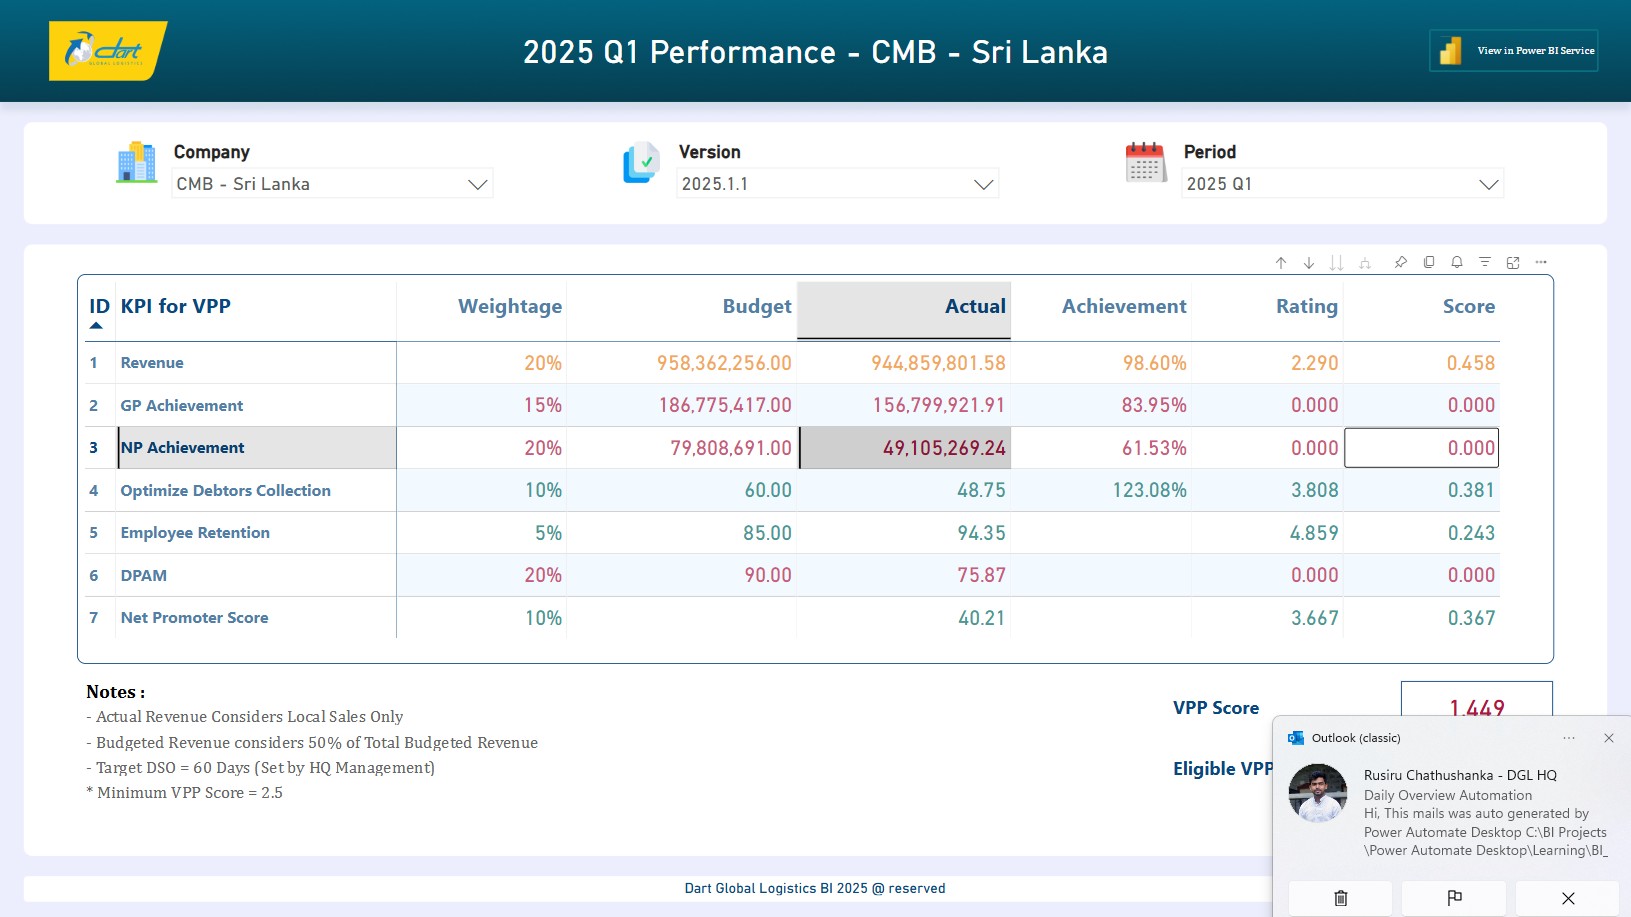 dart
GLOBAL LOGISTICS
2025 Q1 Performance - CMB - Sri Lanka
View in Power BI Service
Company
CMB - Sri Lanka
Version
2025.1.1
Period
2025 Q1
ID KPI for VPP Weightage Budget Actual Achievement Rating Score
1 Revenue 20% 958,362,256.00 944,859,801.58 98.60% 2.290 0.458
2 GP Achievement 15% 186,775,417.00 156,799,921.91 83.95% 0.000 0.000
3 NP Achievement 20% 79,808,691.00 49,105,269.24 61.53% 0.000 0.000
4 Optimize Debtors Collection 10% 60.00 48.75 123.08% 3.808 0.381
5 Employee Retention 5% 85.00 94.35 4.859 0.243
6 DPAM 20% 90.00 75.87 0.000 0.000
7 Net Promoter Score 10% 40.21 3.667 0.367
Notes :
- Actual Revenue Considers Local Sales Only
- Budgeted Revenue considers 50% of Total Budgeted Revenue
- Target DSO = 60 Days (Set by HQ Management)
* Minimum VPP Score = 2.5
VPP Score 1.449
Eligible VPP
Outlook (classic)
Rusiru Chathushanka - DGL HQ
Daily Overview Automation
Hi, This mails was auto generated by
Power Automate Desktop C:\BI Projects
\Power Automate Desktop\Learning\BI_
Dart Global Logistics BI 2025 @ reserved